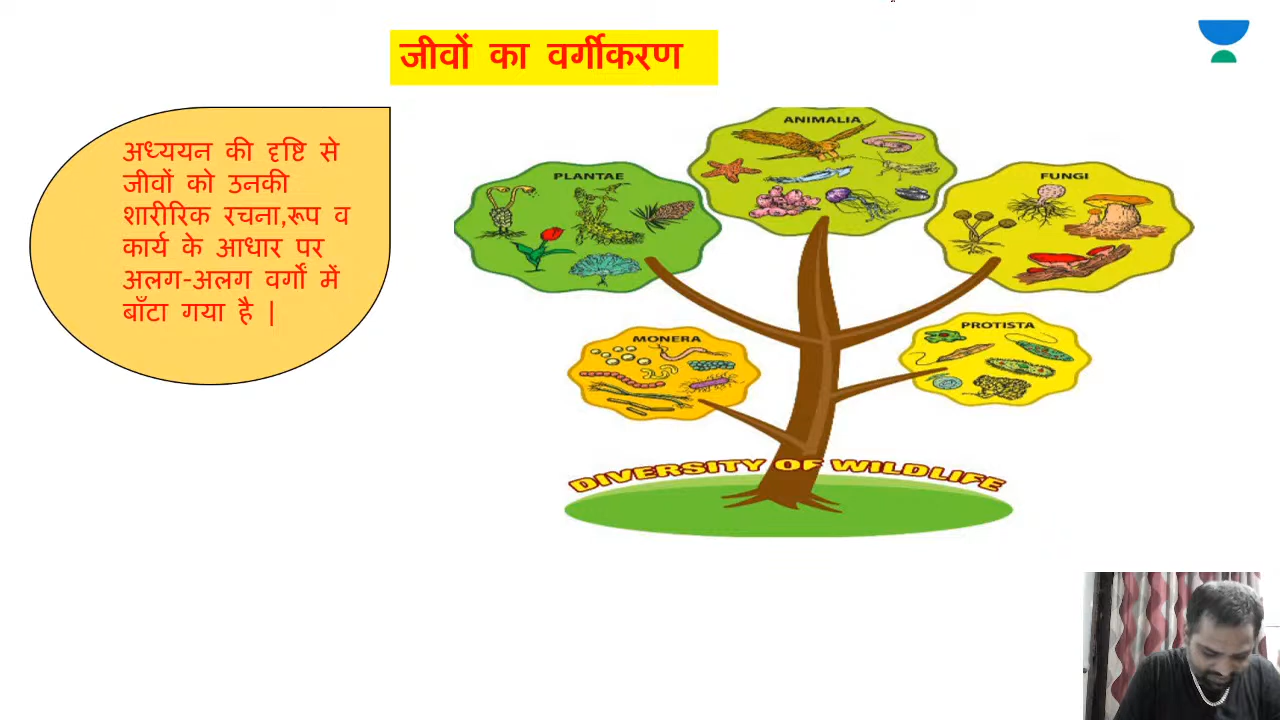 जीवों का वर्गीकरण
अध्ययन की दृष्टि से
जीवों को उनकी
शारीरिक रचना,रूप व
कार्य के आधार पर
अलग-अलग वर्गों में
बाँटा गया है |
ANIMALIA
PLANTAE
FUNGI
MONERA
PROTISTA
DIVERSITY OF WILDLIFE